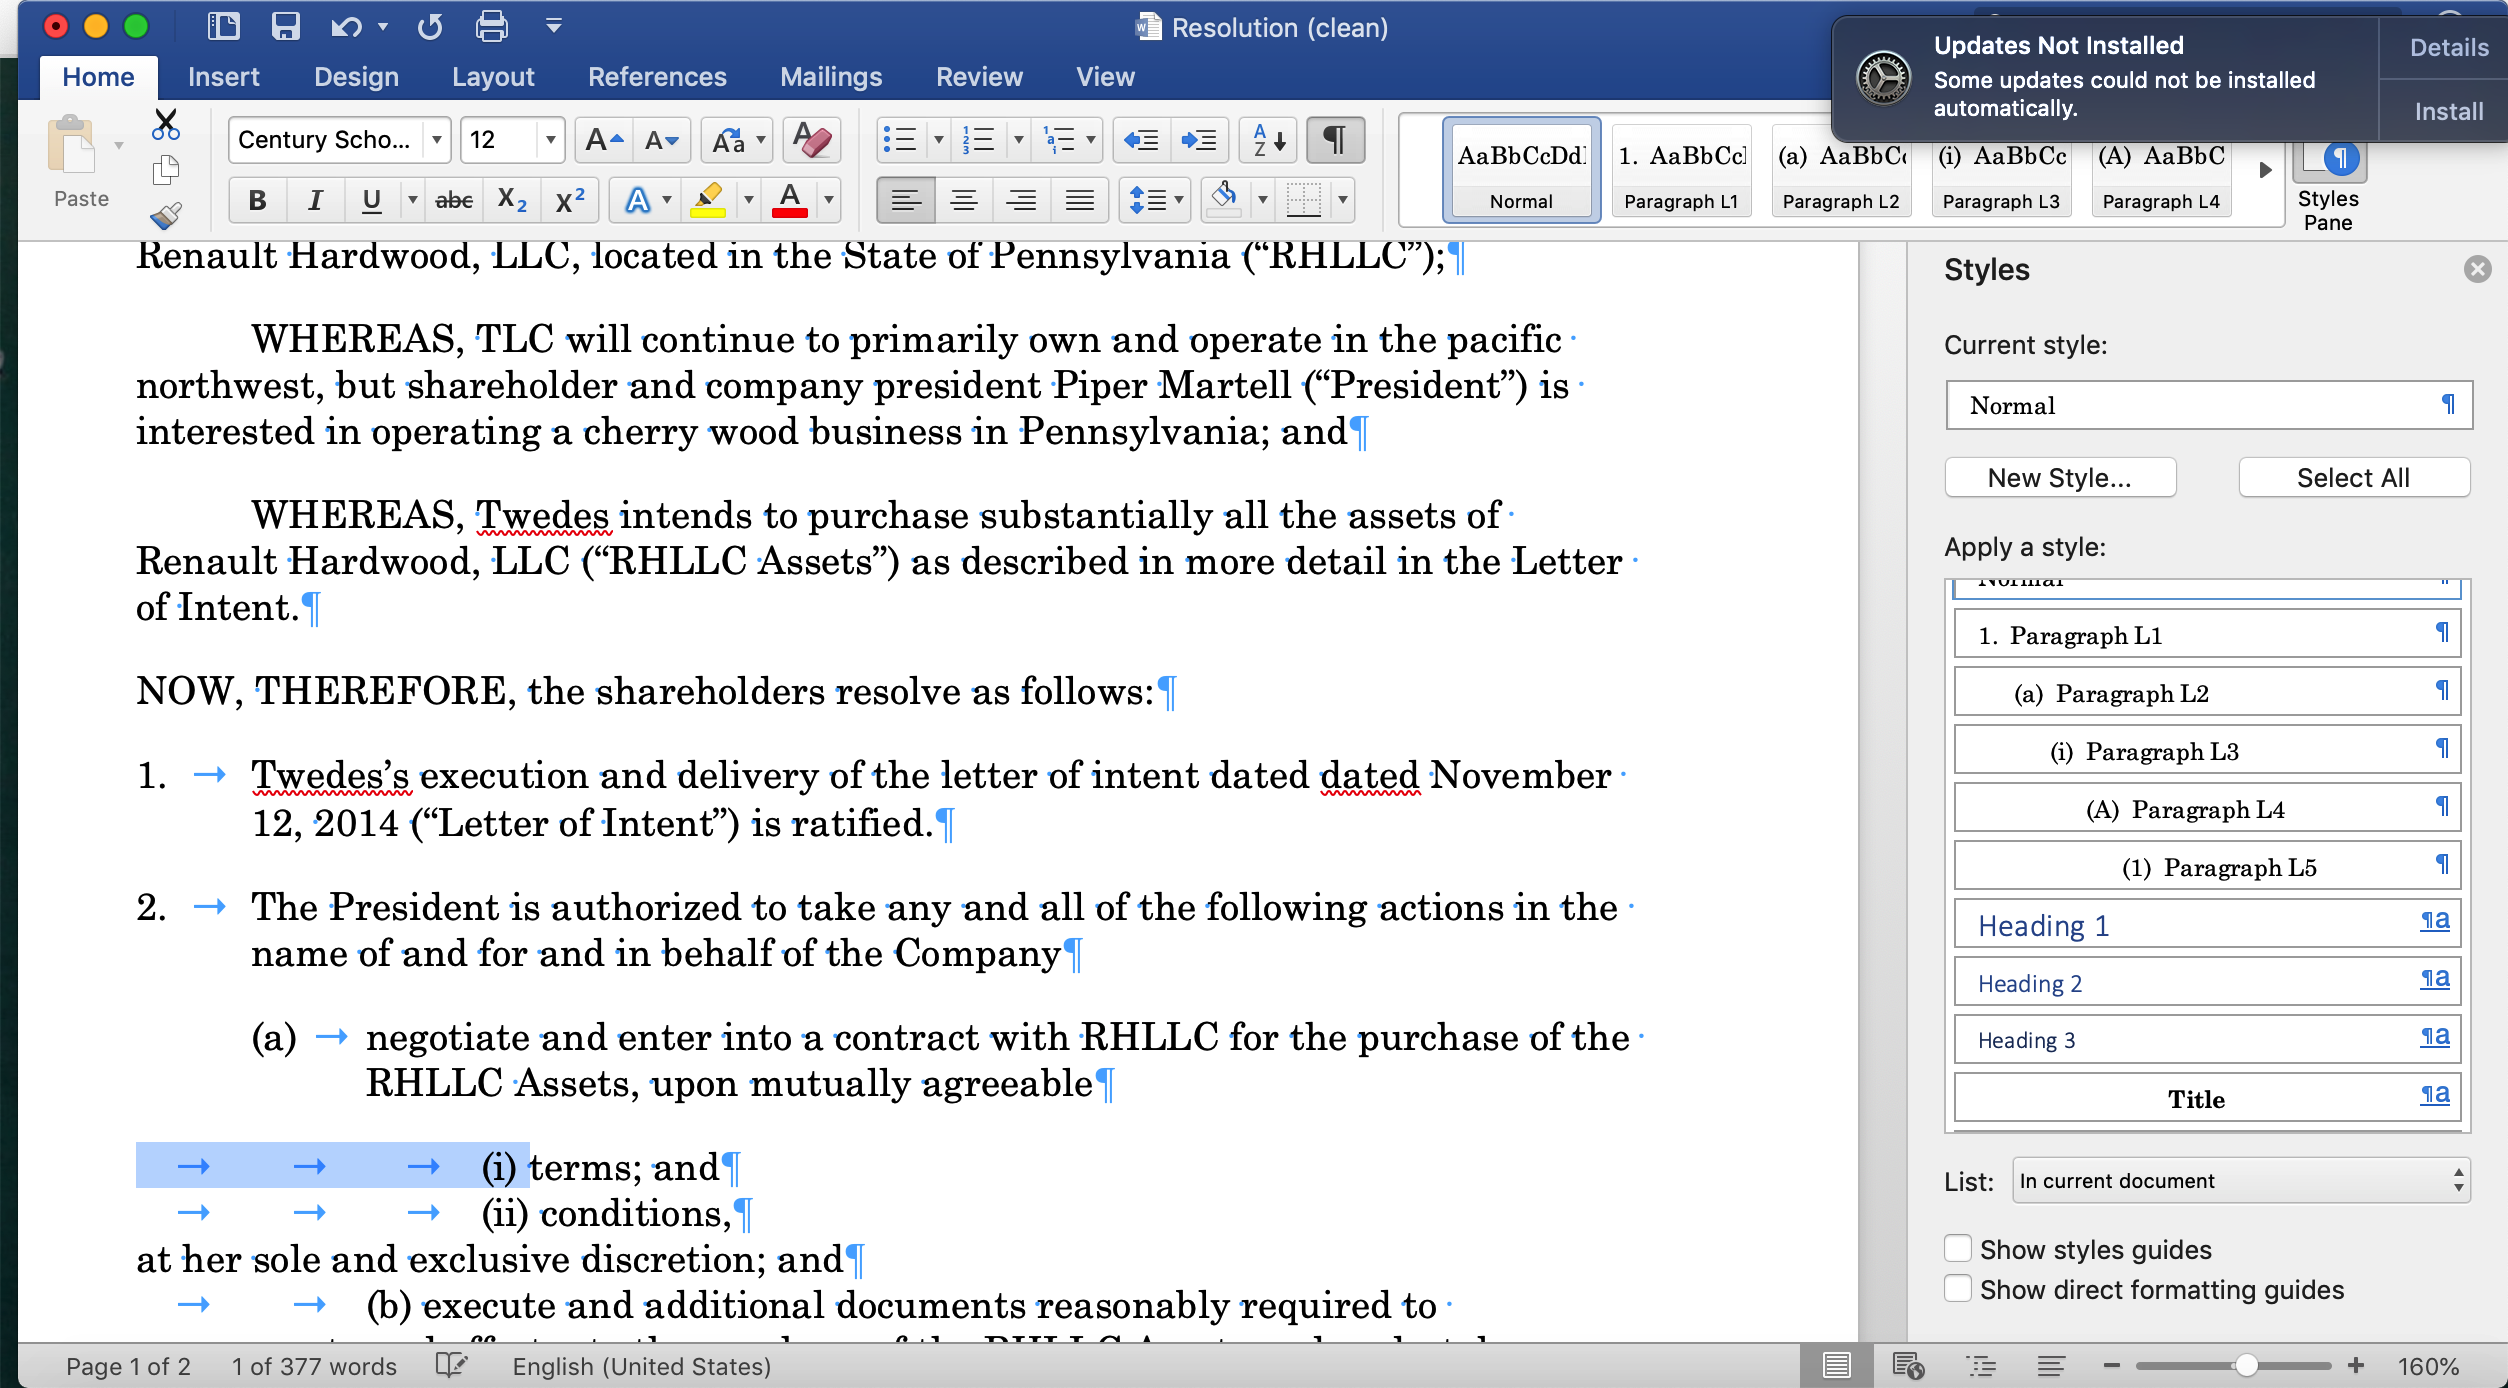 Resolution (clean)
Home Insert Design Layout References Mailings Review View
Updates Not Installed
Some updates could not be installed
automatically.
Details
Install
Paste
Century Scho... 12
AaBbCcDd Normal
1. AaBbCc Paragraph L1
(a) AaBbC Paragraph L2
(i) AaBbCc Paragraph L3
(A) AaBbC Paragraph L4
Styles
Pane
Renault Hardwood, LLC, located in the State of Pennsylvania (“RHLLC”);¶
WHEREAS, TLC will continue to primarily own and operate in the pacific
northwest, but shareholder and company president Piper Martell (“President”) is
interested in operating a cherry wood business in Pennsylvania; and¶
WHEREAS, Twedes intends to purchase substantially all the assets of
Renault Hardwood, LLC (“RHLLC Assets”) as described in more detail in the Letter
of Intent.¶
NOW, THEREFORE, the shareholders resolve as follows:¶
1. → Twedes’s execution and delivery of the letter of intent dated dated November
12, 2014 (“Letter of Intent”) is ratified.¶
2. → The President is authorized to take any and all of the following actions in the
name of and for and in behalf of the Company¶
(a) → negotiate and enter into a contract with RHLLC for the purchase of the
RHLLC Assets, upon mutually agreeable¶
→ → → (i) terms; and¶
→ → → (ii) conditions,¶
at her sole and exclusive discretion; and¶
→ → (b) execute and additional documents reasonably required to
Styles
Current style:
Normal ¶
New Style... Select All
Apply a style:
Normal
1. Paragraph L1 ¶
(a) Paragraph L2 ¶
(i) Paragraph L3 ¶
(A) Paragraph L4 ¶
(1) Paragraph L5 ¶
Heading 1 ¶a
Heading 2 ¶a
Heading 3 ¶a
Title ¶a
List: In current document
Show styles guides
Show direct formatting guides
Page 1 of 2 1 of 377 words English (United States) 160%